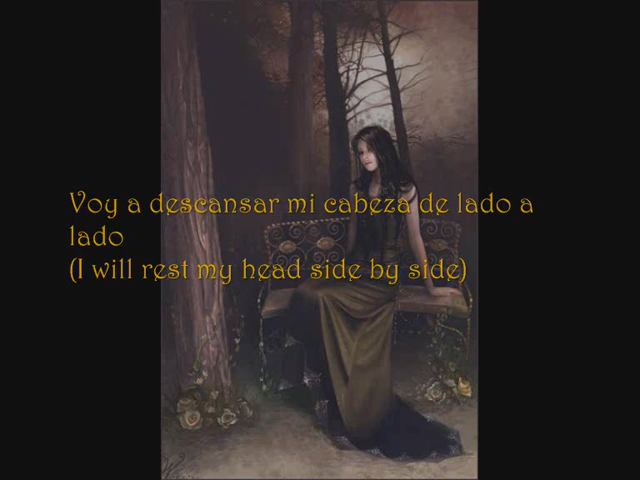 Voy a descansar mi cabeza de lado a
lado
(I will rest my head side by side)